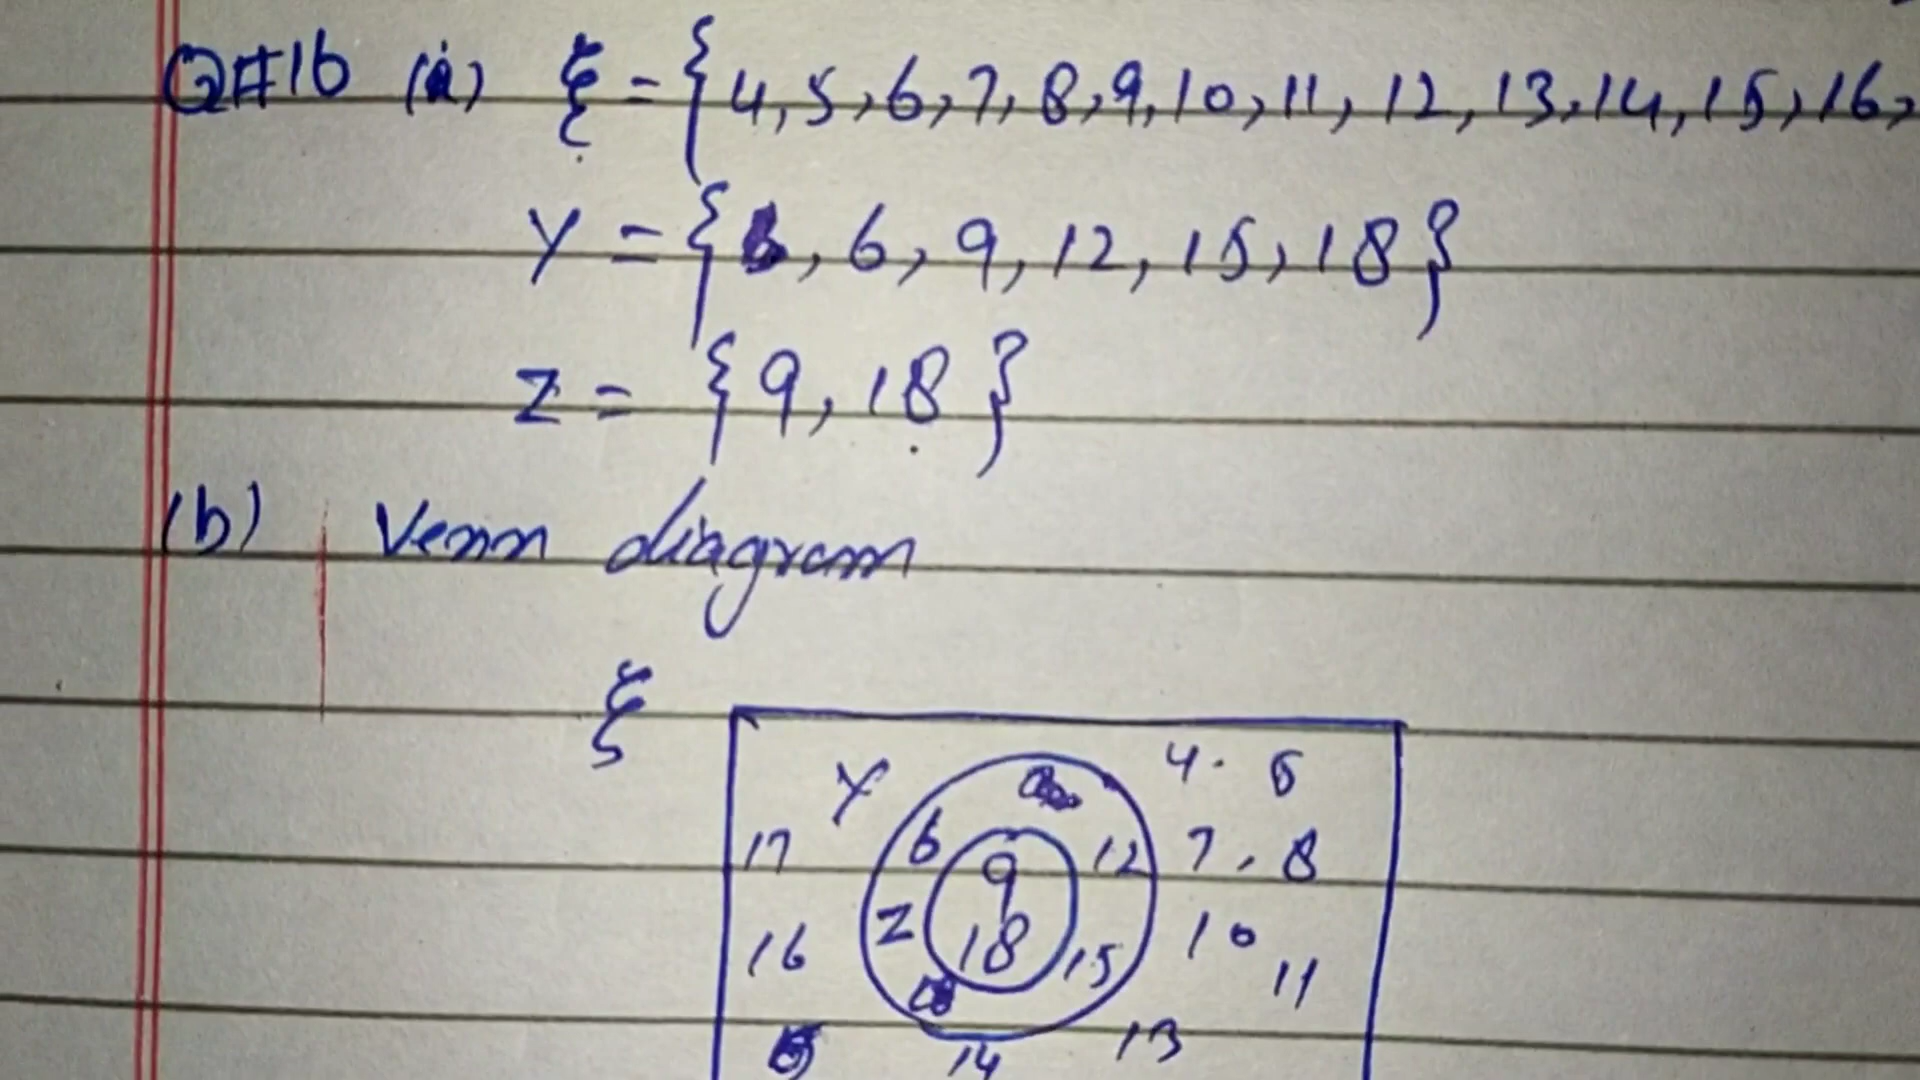 Q#16 (a) ξ = {4, 5, 6, 7, 8, 9, 10, 11, 12, 13, 14, 15, 16,
Y = { , 6, 9, 12, 15, 18}
Z = {9, 18}
(b) Venn diagram
ξ
Y 4. 5
17 6 9 12 7, 8
16 Z 18 15 10
11
14 13